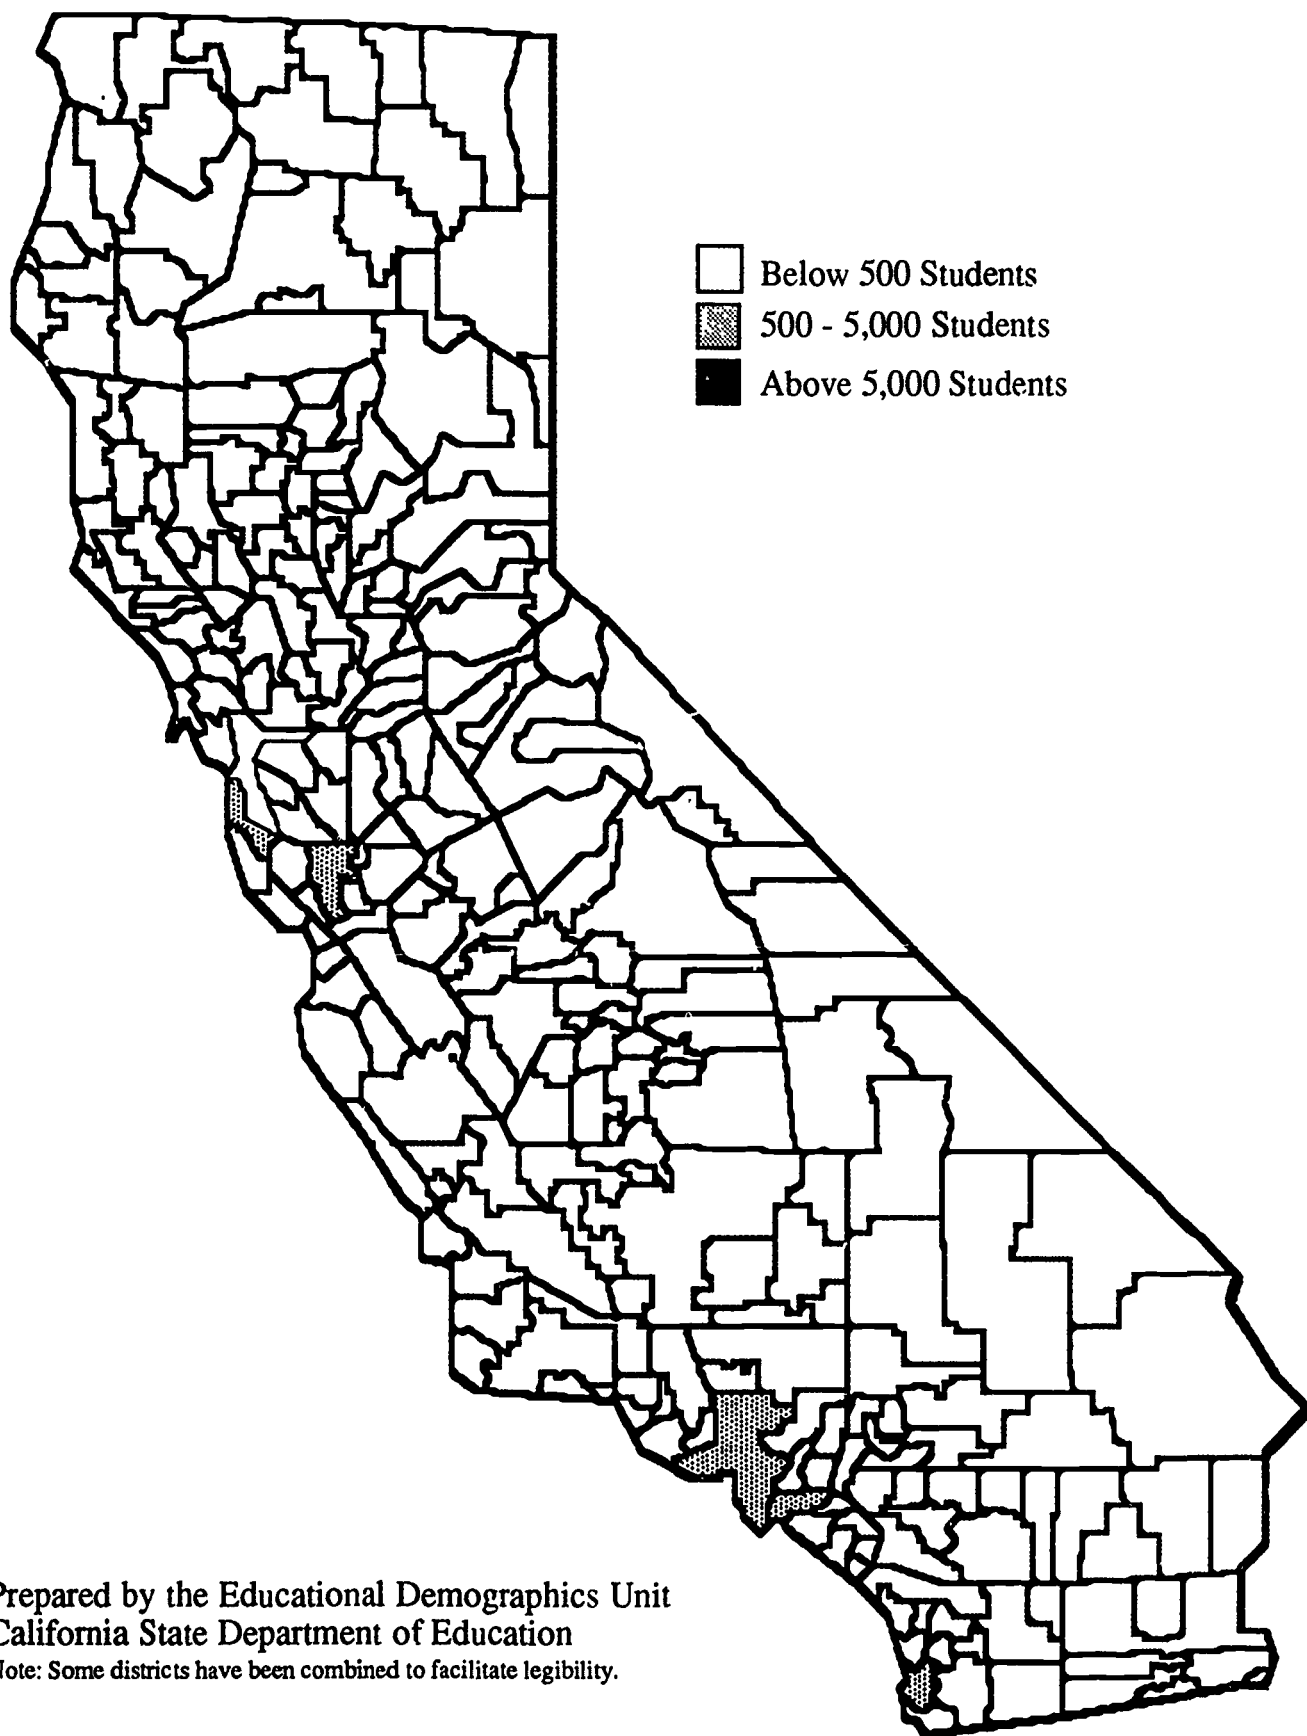 Below 500 Students
500 - 5,000 Students
Above 5,000 Students
Prepared by the Educational Demographics Unit
California State Department of Education
Note: Some districts have been combined to facilitate legibility.